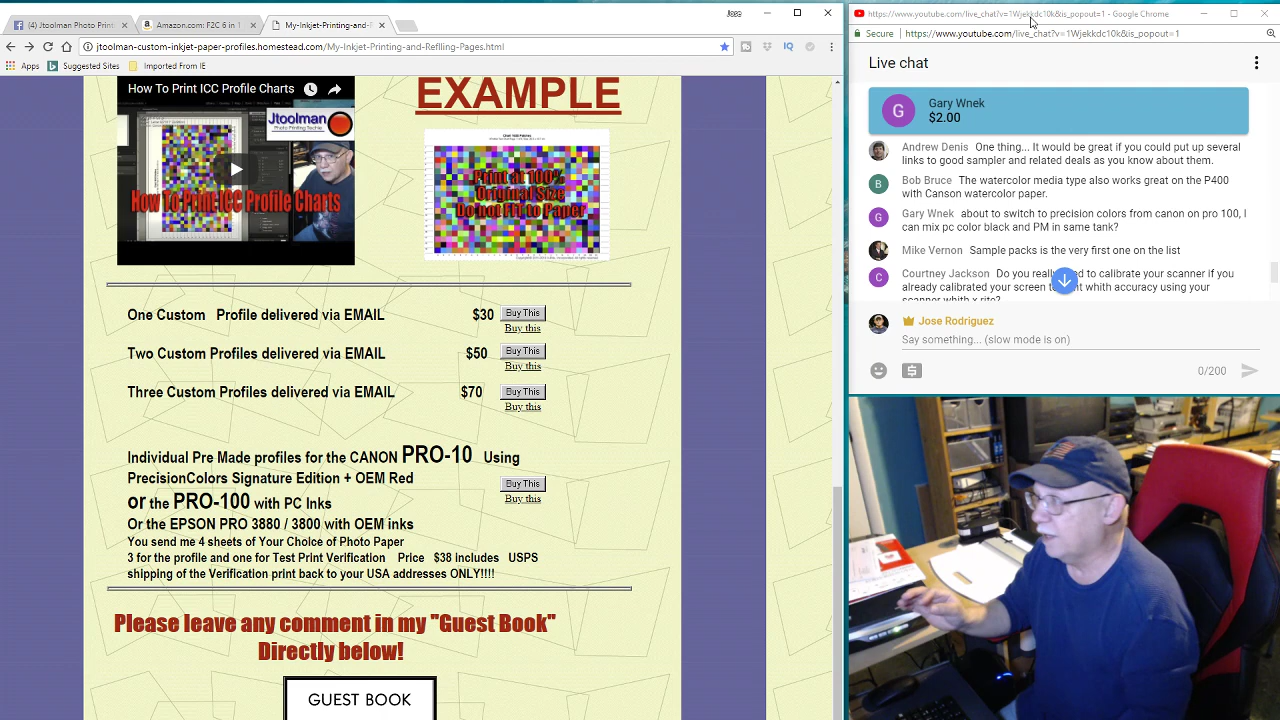 Jose
(4) Jtoolman Photo Print
Amazon.com: F2C 6 in 1
My-Inkjet-Printing-and-R
jtoolman-custom-inkjet-paper-profiles.homestead.com/My-Inkjet-Printing-and-Refilling-Pages.html
IQ
Apps
Suggested Sites
Imported From IE
How To Print ICC Profile Charts
Jtoolman
Photo Printing Techie
How To Print ICC Profile Charts
EXAMPLE
Print at 100%
Original Size
Do not Fit to Paper
One Custom Profile delivered via EMAIL $30 Buy This
Buy this
Two Custom Profiles delivered via EMAIL $50 Buy This
Buy this
Three Custom Profiles delivered via EMAIL $70 Buy This
Buy this
Individual Pre Made profiles for the CANON PRO-10 Using
PrecisionColors Signature Edition + OEM Red
Buy This
or the PRO-100 with PC Inks
Buy this
Or the EPSON PRO 3880 / 3800 with OEM inks
You send me 4 sheets of Your Choice of Photo Paper
3 for the profile and one for Test Print Verification Price $38 includes USPS
shipping of the Verification print back to your USA addresses ONLY!!!!
Please leave any comment in my "Guest Book"
Directly below!
GUEST BOOK
https://www.youtube.com/live_chat?v=1Wjekkdc10k&is_popout=1 - Google Chrome
Secure
https://www.youtube.com/live_chat?v=1Wjekkdc10k&is_popout=1
Live chat
G
Gary Wnek
$2.00
Andrew Denis One thing... It would be great if you could put up several
links to good sampler and related deals as you know about them.
B
Bob Bruce The watercolor media type also works great on the P400
with Canson watercolor paper.
G
Gary Wnek about to switch to precision colors from canon on pro 100, I
can mix pc color black and PM in same tank?
Mike Vernon Sample packs is the very first one on the list
C
Courtney Jackson Do you really to calibrate your scanner if you
already calibrated your screen to whith accuracy using your
scanner whith x rite?
Jose Rodriguez
Say something... (slow mode is on)
0/200